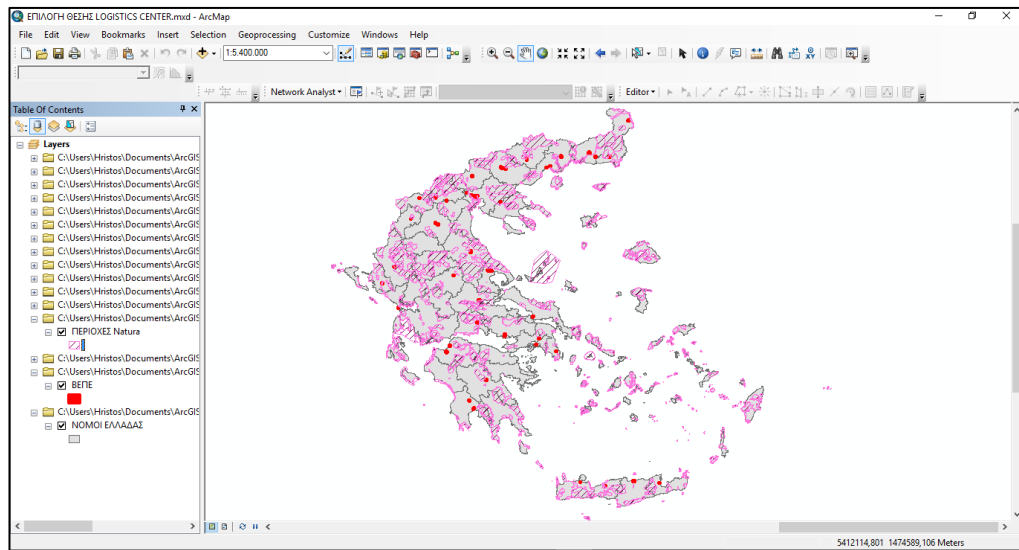 ΕΠΙΛΟΓΗ ΘΕΣΗΣ LOGISTICS CENTER.mxd - ArcMap
File Edit View Bookmarks Insert Selection Geoprocessing Customize Windows Help
1:5.400.000
Network Analyst
Editor
Table Of Contents
Layers
C:\Users\Hristos\Documents\ArcGIS
C:\Users\Hristos\Documents\ArcGIS
C:\Users\Hristos\Documents\ArcGIS
C:\Users\Hristos\Documents\ArcGIS
C:\Users\Hristos\Documents\ArcGIS
C:\Users\Hristos\Documents\ArcGIS
C:\Users\Hristos\Documents\ArcGIS
C:\Users\Hristos\Documents\ArcGIS
C:\Users\Hristos\Documents\ArcGIS
C:\Users\Hristos\Documents\ArcGIS
C:\Users\Hristos\Documents\ArcGIS
C:\Users\Hristos\Documents\ArcGIS
C:\Users\Hristos\Documents\ArcGIS
ΠΕΡΙΟΧΕΣ Natura
C:\Users\Hristos\Documents\ArcGIS
C:\Users\Hristos\Documents\ArcGIS
ΒΕΠΕ
C:\Users\Hristos\Documents\ArcGIS
ΝΟΜΟΙ ΕΛΛΑΔΑΣ
5412114,801 1474589,106 Meters